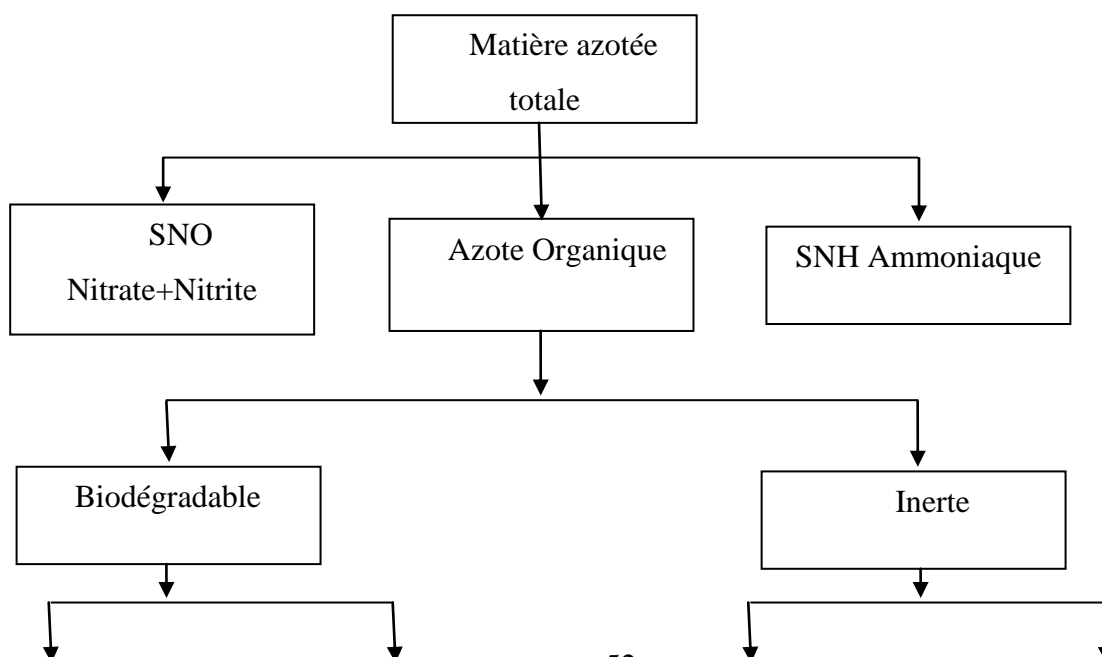 Matière azotée
totale
SNO
Nitrate+Nitrite
Azote Organique
SNH Ammoniaque
Biodégradable
Inerte